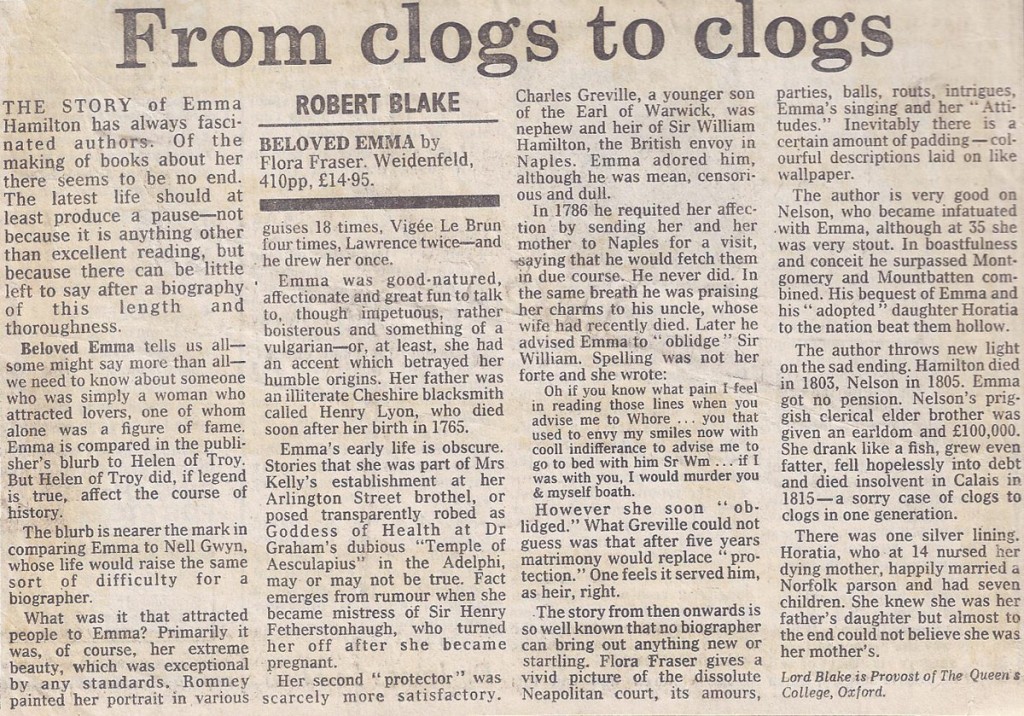 From clogs to clogs
THE STORY of Emma
Hamilton has always fasci-
nated authors. Of the
making of books about her
there seems to be no end.
The latest life should at
least produce a pause—not
because it is anything other
than excellent reading, but
because there can be little
left to say after a biography
of this length and
thoroughness.
Beloved Emma tells us all—
some might say more than all—
we need to know about someone
who was simply a woman who
attracted lovers, one of whom
alone was a figure of fame.
Emma is compared in the publi-
sher's blurb to Helen of Troy.
But Helen of Troy did, if legend
is true, affect the course of
history.
The blurb is nearer the mark in
comparing Emma to Nell Gwyn,
whose life would raise the same
sort of difficulty for a
biographer.
What was it that attracted
people to Emma? Primarily it
was, of course, her extreme
beauty, which was exceptional
by any standards. Romney
painted her portrait in various
ROBERT BLAKE
BELOVED EMMA by
Flora Fraser. Weidenfeld,
410pp, £14·95.
guises 18 times, Vigée Le Brun
four times, Lawrence twice—and
he drew her once.
Emma was good-natured,
affectionate and great fun to talk
to, though impetuous, rather
boisterous and something of a
vulgarian—or, at least, she had
an accent which betrayed her
humble origins. Her father was
an illiterate Cheshire blacksmith
called Henry Lyon, who died
soon after her birth in 1765.
Emma's early life is obscure.
Stories that she was part of Mrs
Kelly's establishment at her
Arlington Street brothel, or
posed transparently robed as
Goddess of Health at Dr
Graham's dubious "Temple of
Aesculapius" in the Adelphi,
may or may not be true. Fact
emerges from rumour when she
became mistress of Sir Henry
Fetherstonhaugh, who turned
her off after she became
pregnant.
Her second "protector" was
scarcely more satisfactory.
Charles Greville, a younger son
of the Earl of Warwick, was
nephew and heir of Sir William
Hamilton, the British envoy in
Naples. Emma adored him,
although he was mean, censori-
ous and dull.
In 1786 he requited her affec-
tion by sending her and her
mother to Naples for a visit,
saying that he would fetch them
in due course. He never did. In
the same breath he was praising
her charms to his uncle, whose
wife had recently died. Later he
advised Emma to "oblidge" Sir
William. Spelling was not her
forte and she wrote:
Oh if you know what pain I feel
in reading those lines when you
advise me to Whore ... you that
used to envy my smiles now with
coold indifferance to advise me to
go to bed with him Sr Wm ... if I
was with you, I would murder you
& myself boath.
However she soon "ob-
lidged." What Greville could not
guess was that after five years
matrimony would replace "pro-
tection." One feels it served him,
as heir, right.
The story from then onwards is
so well known that no biographer
can bring out anything new or
startling. Flora Fraser gives a
vivid picture of the dissolute
Neapolitan court, its amours,
parties, balls, routs, intrigues,
Emma's singing and her "Atti-
tudes." Inevitably there is a
certain amount of padding—col-
ourful descriptions laid on like
wallpaper.
The author is very good on
Nelson, who became infatuated
with Emma, although at 35 she
was very stout. In boastfulness
and conceit he surpassed Mont-
gomery and Mountbatten com-
bined. His bequest of Emma and
his "adopted" daughter Horatia
to the nation beat them hollow.
The author throws new light
on the sad ending. Hamilton died
in 1803, Nelson in 1805. Emma
got no pension. Nelson's prig-
gish clerical elder brother was
given an earldom and £100,000.
She drank like a fish, grew even
fatter, fell hopelessly into debt
and died insolvent in Calais in
1815—a sorry case of clogs to
clogs in one generation.
There was one silver lining.
Horatia, who at 14 nursed her
dying mother, happily married a
Norfolk parson and had seven
children. She knew she was her
father's daughter but almost to
the end could not believe she was
her mother's.
Lord Blake is Provost of The Queen's
College, Oxford.